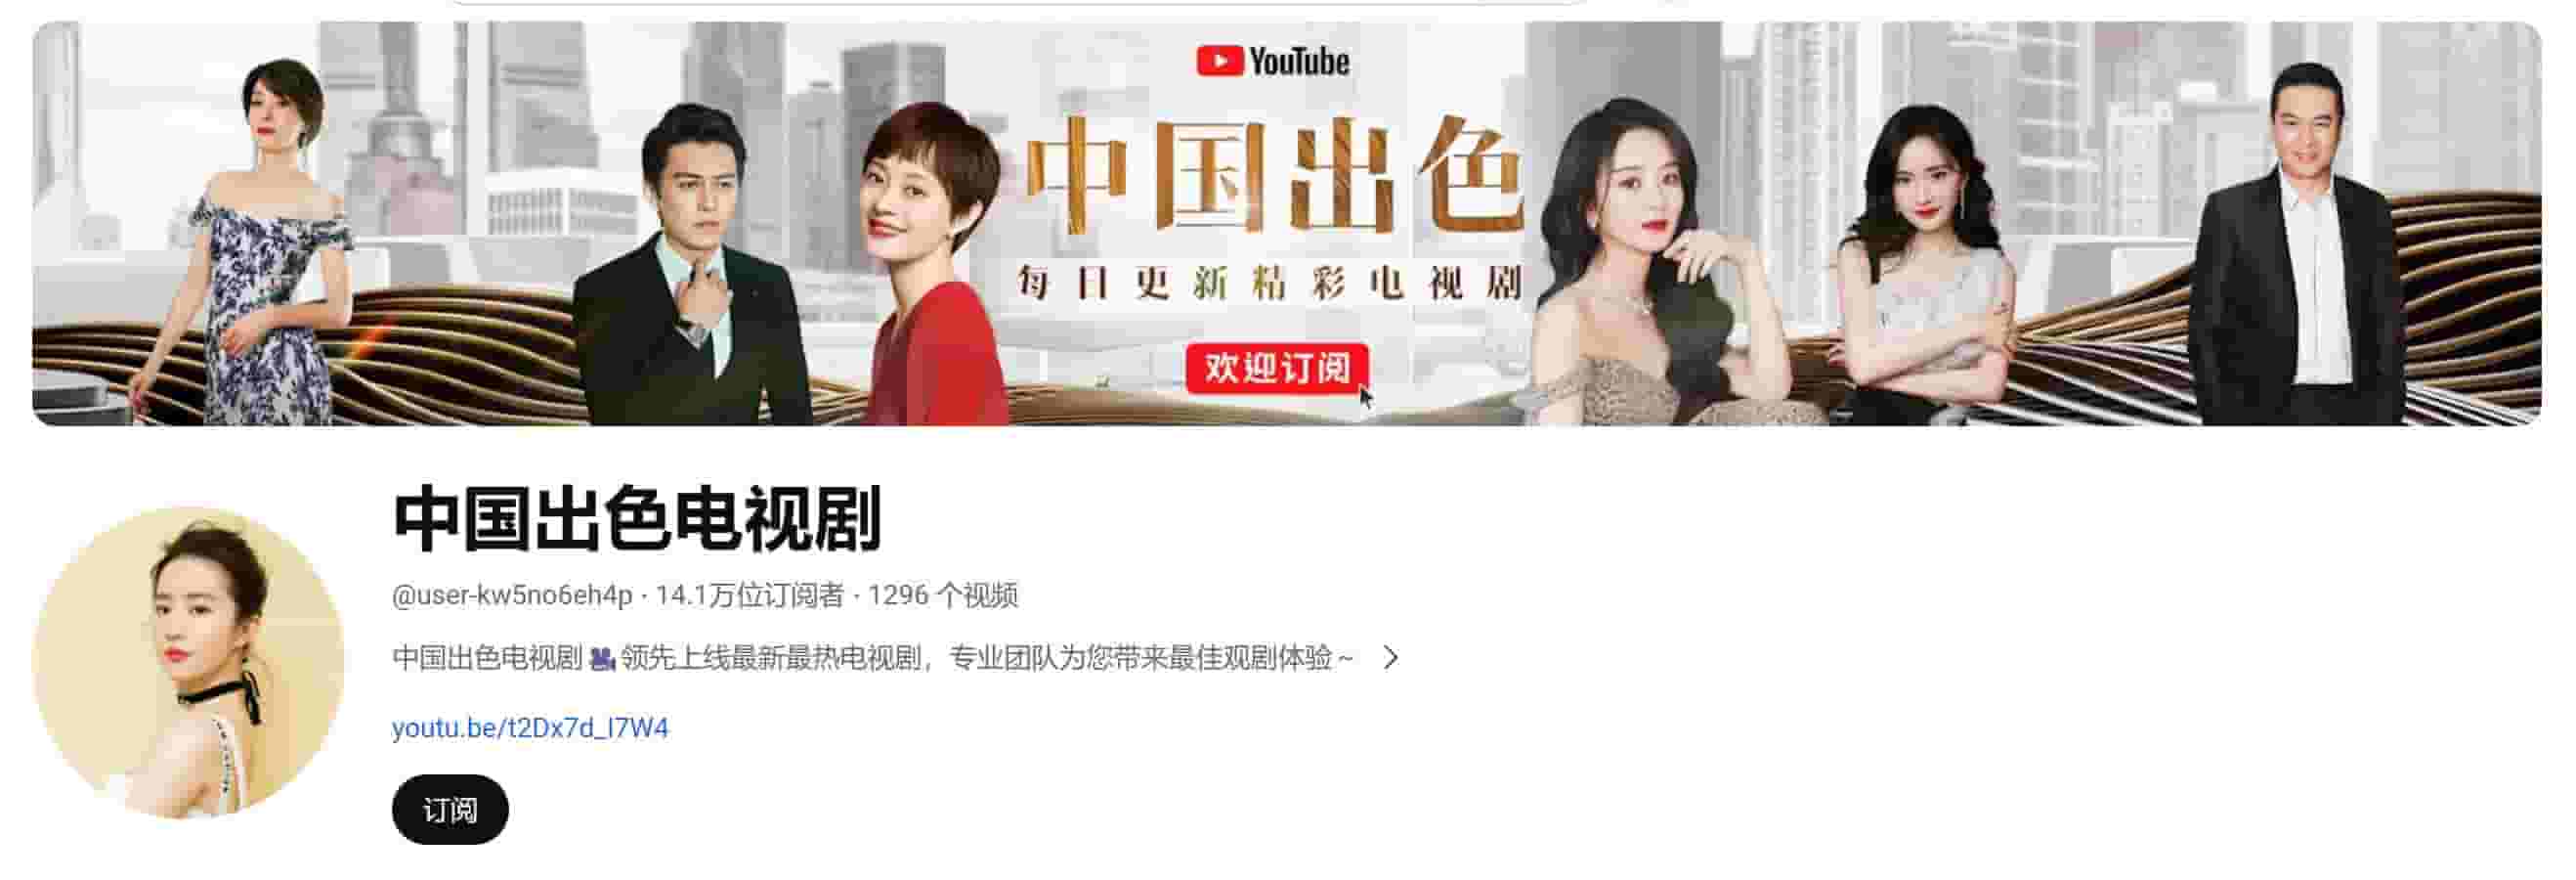 YouTube
中国出色
每日更新精彩电视剧
欢迎订阅
中国出色电视剧
@user-kw5no6eh4p · 14.1万位订阅者 · 1296 个视频
中国出色电视剧🎥领先上线最新最热电视剧，专业团队为您带来最佳观剧体验~ >
youtu.be/t2Dx7d_I7W4
订阅